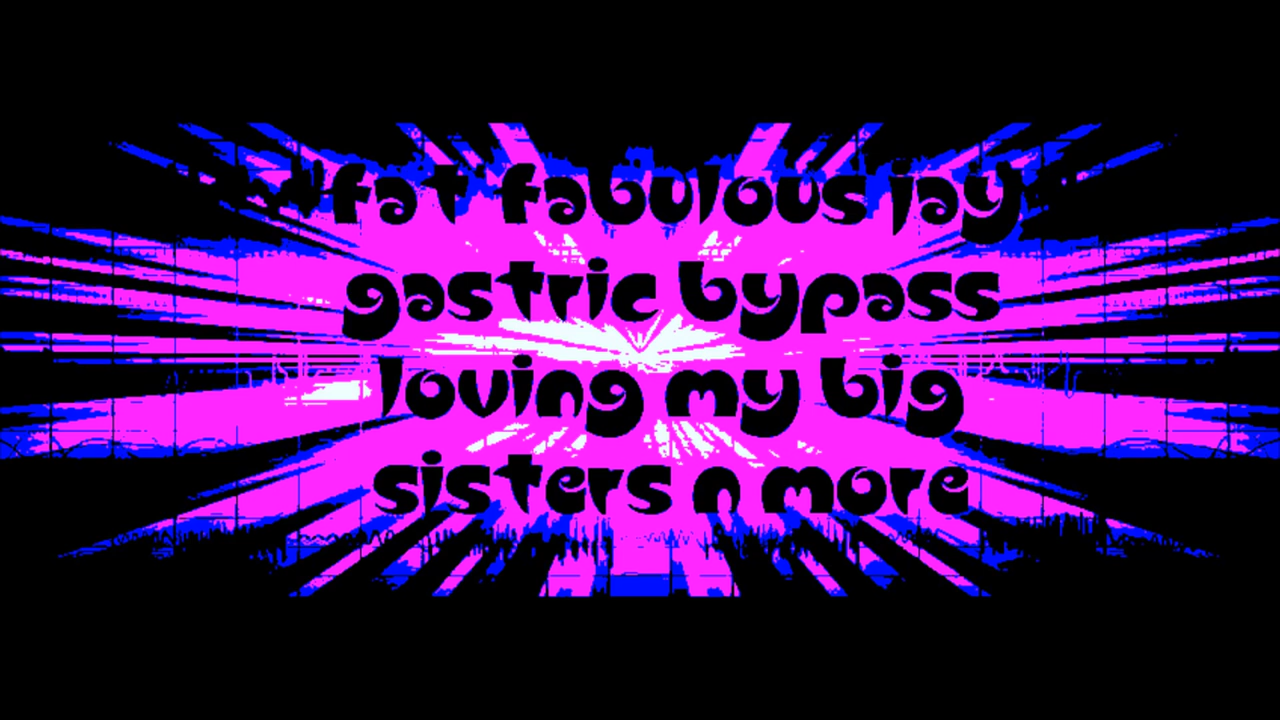 'fat' fabulous jay
gastric bypass
loving my big
sisters n more